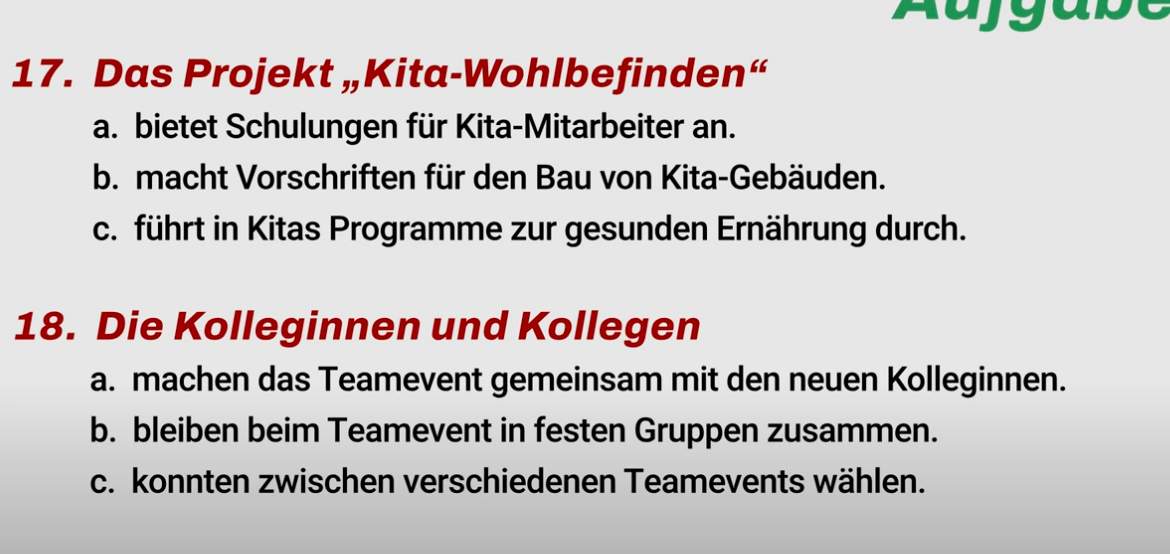 Aufgabe
17. Das Projekt „Kita-Wohlbefinden“
a. bietet Schulungen für Kita-Mitarbeiter an.
b. macht Vorschriften für den Bau von Kita-Gebäuden.
c. führt in Kitas Programme zur gesunden Ernährung durch.
18. Die Kolleginnen und Kollegen
a. machen das Teamevent gemeinsam mit den neuen Kolleginnen.
b. bleiben beim Teamevent in festen Gruppen zusammen.
c. konnten zwischen verschiedenen Teamevents wählen.